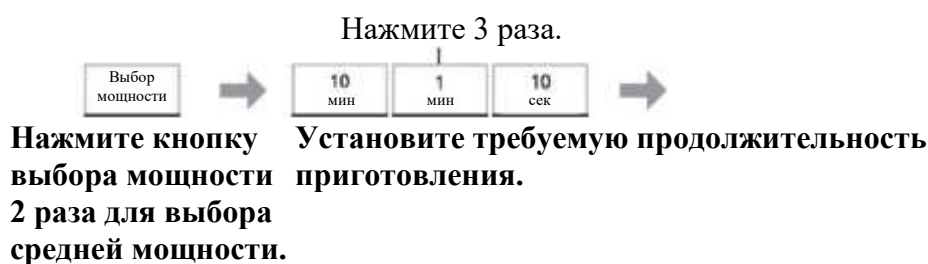 Нажмите 3 раза.
Выбор
мощности
10
мин
1
мин
10
сек
Нажмите кнопку
выбора мощности
2 раза для выбора
средней мощности.
Установите требуемую продолжительность
приготовления.